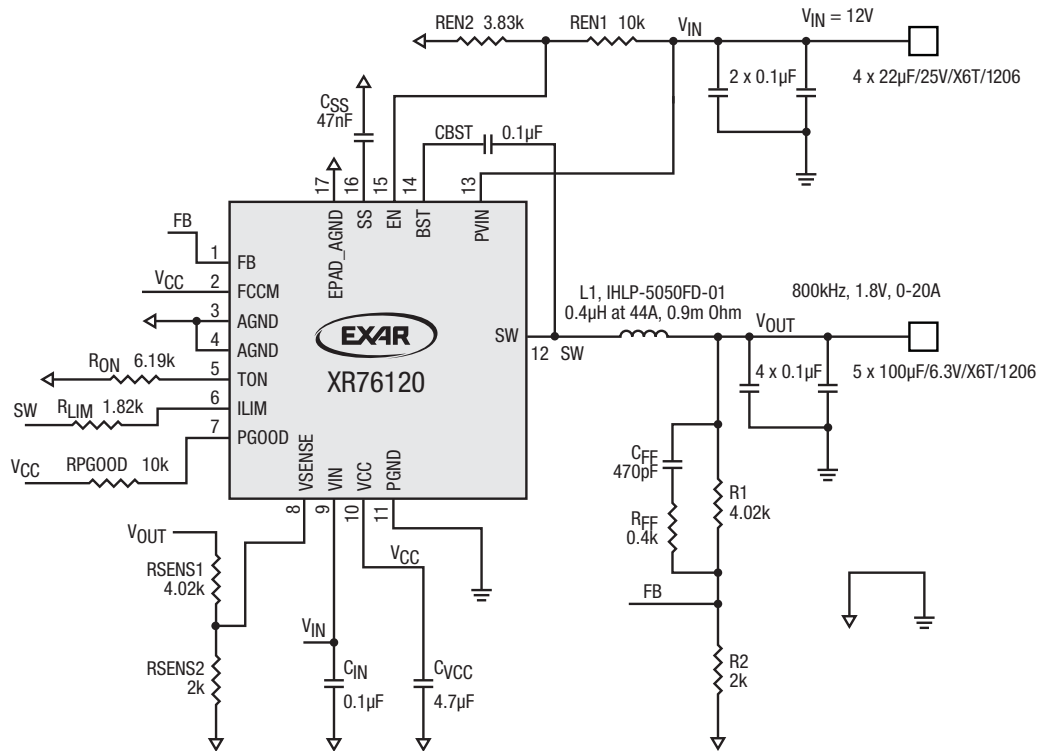 REN2 3.83k
REN1 10k
VIN
VIN = 12V
2 x 0.1µF
4 x 22µF/25V/X6T/1206
CSS
47nF
CBST 0.1µF
17
16
15
14
13
EPAD_AGND
SS
EN
BST
PVIN
FB
1
FB
VCC
2
FCCM
3
AGND
4
AGND
RON 6.19k
5
TON
SW
RLIM 1.82k
6
ILIM
7
PGOOD
VCC
RPGOOD 10k
EXAR
XR76120
SW
12
SW
L1, IHLP-5050FD-01
0.4µH at 44A, 0.9m Ohm
800kHz, 1.8V, 0-20A
VOUT
4 x 0.1µF
5 x 100µF/6.3V/X6T/1206
VSENSE
VIN
VCC
PGND
8
9
10
11
VOUT
RSENS1
4.02k
RSENS2
2k
VIN
CIN
0.1µF
VCC
CVCC
4.7µF
CFF
470pF
RFF
0.4k
R1
4.02k
FB
R2
2k